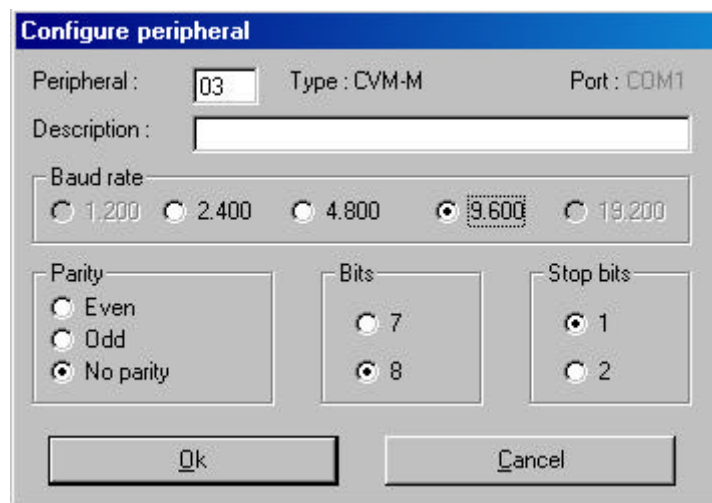 Configure peripheral
Peripheral : 03 Type : CVM-M Port : COM1
Description :
Baud rate
1.200 2.400 4.800 9.600 19.200
Parity Bits Stop bits
Even
Odd
No parity
7
8
1
2
Ok Cancel